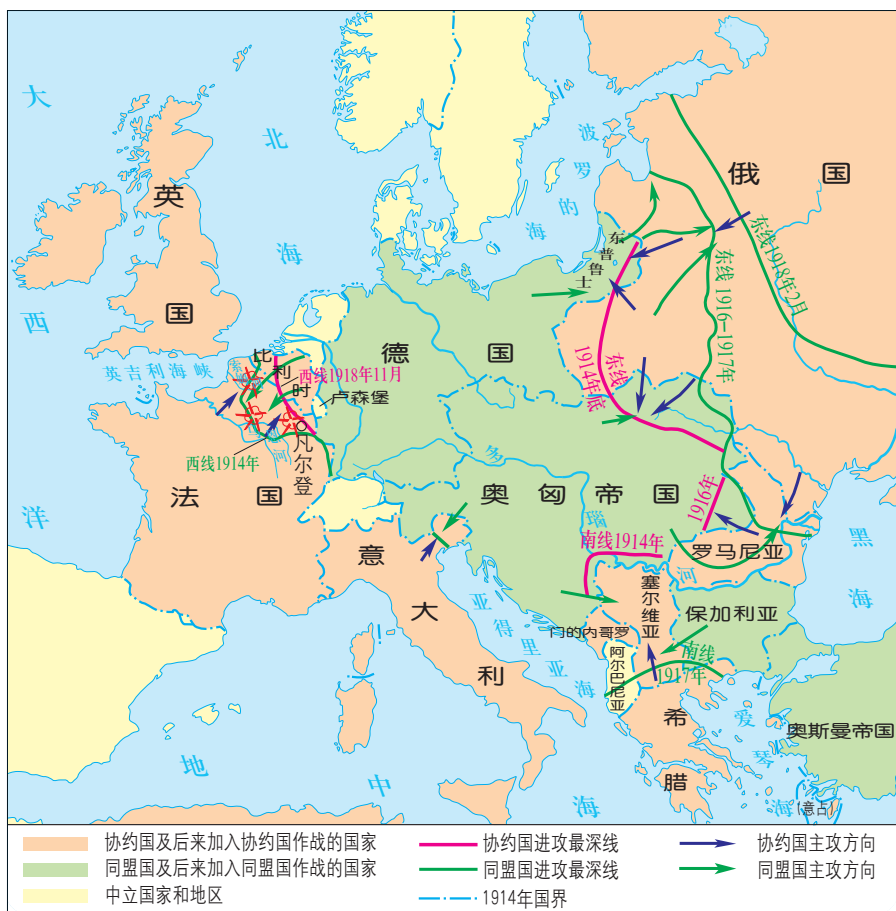 大西洋
北海
波罗的海
英国
俄国
东普鲁士
东线1918年2月
东线 1916-1917年
东线
1914年底
英吉利海峡
比利时
德国
西线1918年11月
卢森堡
凡尔登
河
西线1914年
法国
奥匈帝国
多瑙河
1916年
南线1914年
罗马尼亚
黑海
意大利
亚得里亚海
塞尔维亚
门的内哥罗
保加利亚
阿尔巴尼亚
南线
1917年
希腊
爱琴海
奥斯曼帝国
(意占)
地中海
协约国及后来加入协约国作战的国家
协约国进攻最深线
协约国主攻方向
同盟国及后来加入同盟国作战的国家
同盟国进攻最深线
同盟国主攻方向
中立国家和地区
1914年国界